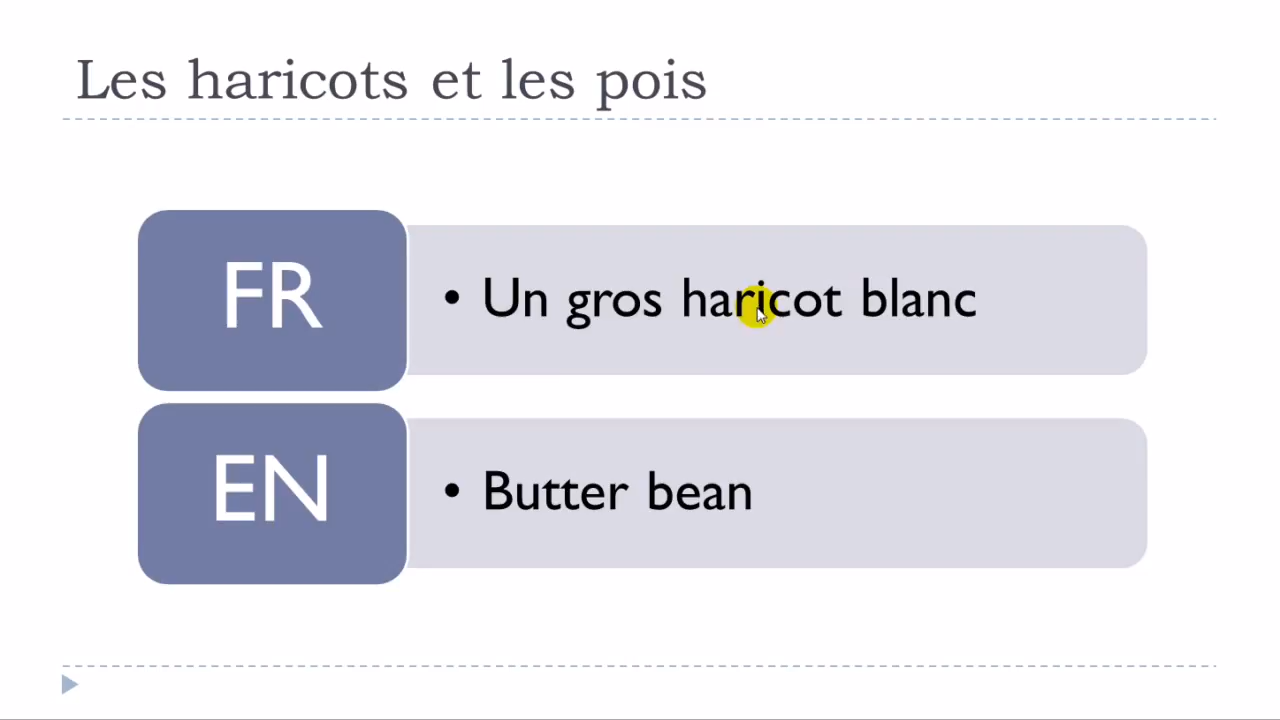 Les haricots et les pois
FR
• Un gros haricot blanc
EN
• Butter bean